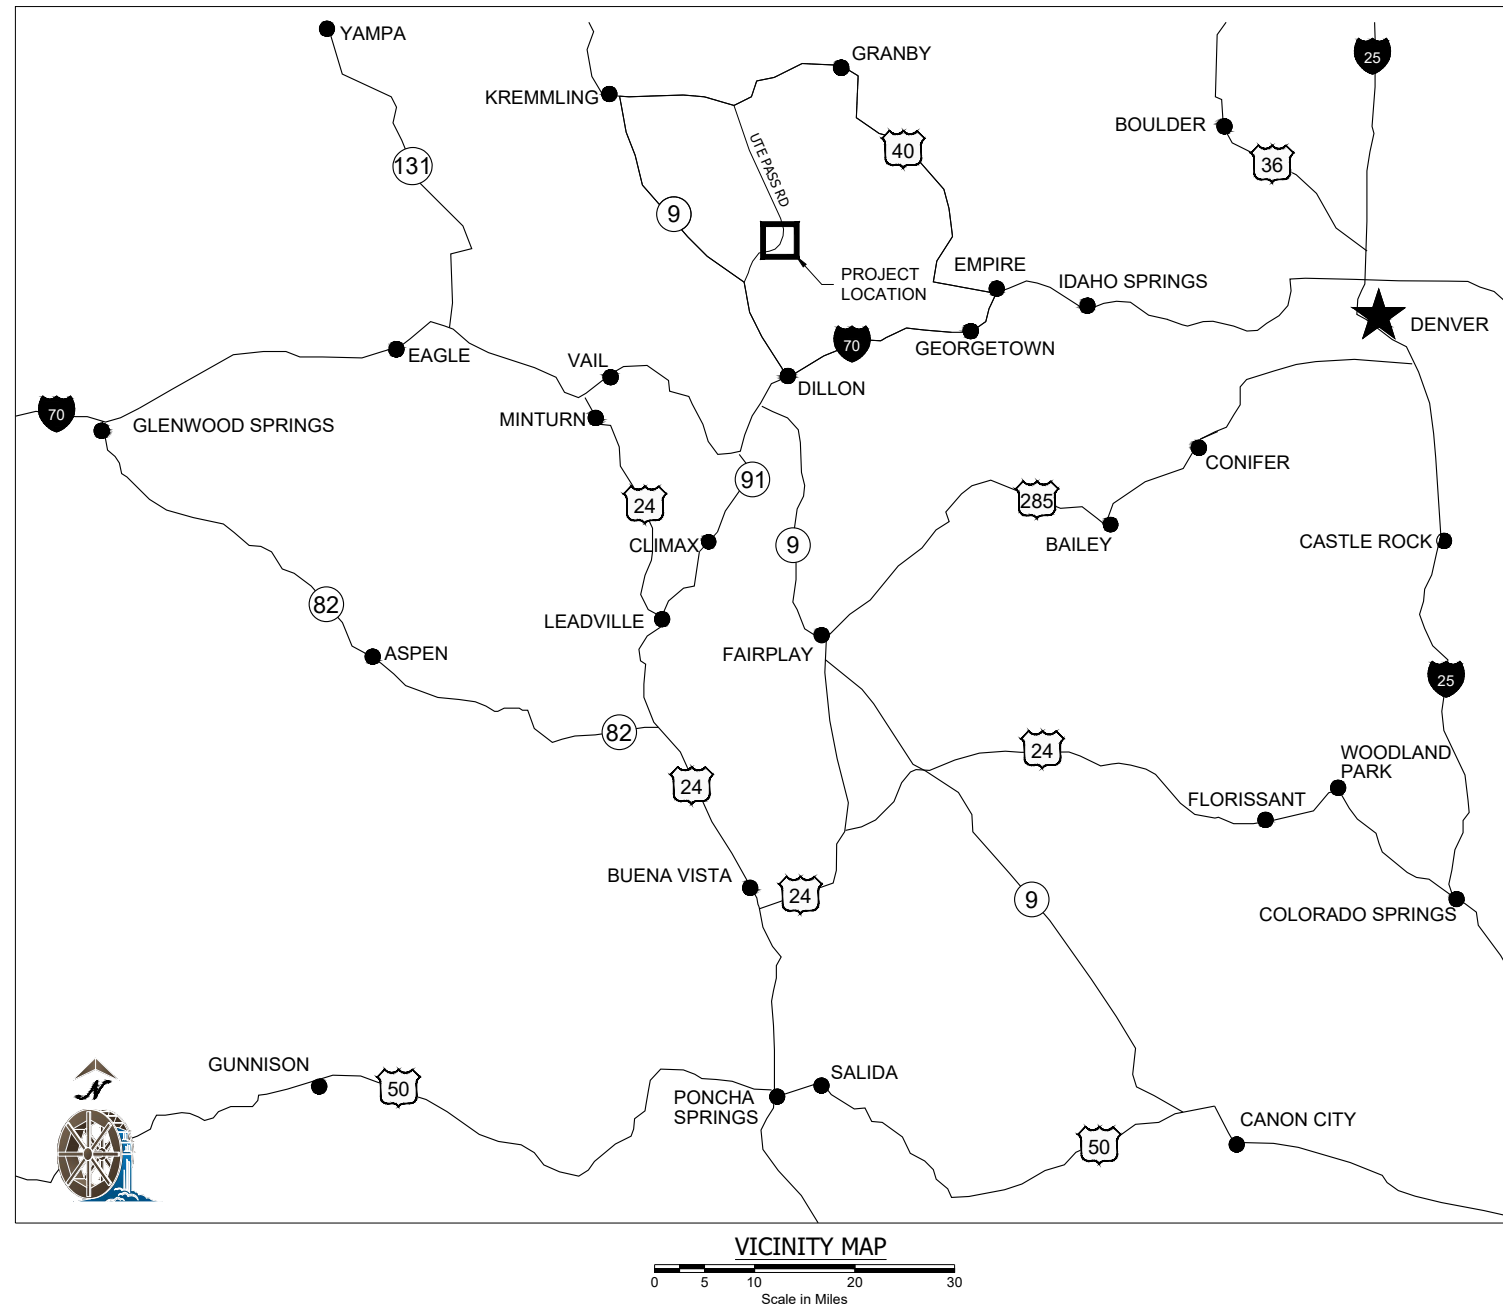 YAMPA
GRANBY
25
KREMMLING
BOULDER
UTE PASS RD
40
36
131
9
PROJECT
LOCATION
EMPIRE
IDAHO SPRINGS
DENVER
EAGLE
VAIL
70
GEORGETOWN
DILLON
70
GLENWOOD SPRINGS
MINTURN
CONIFER
91
24
285
CLIMAX
9
BAILEY
CASTLE ROCK
82
LEADVILLE
ASPEN
FAIRPLAY
25
82
24
WOODLAND
PARK
24
FLORISSANT
BUENA VISTA
24
9
COLORADO SPRINGS
GUNNISON
N
50
PONCHA
SPRINGS
SALIDA
50
CANON CITY
VICINITY MAP
0 5 10 20 30
Scale in Miles